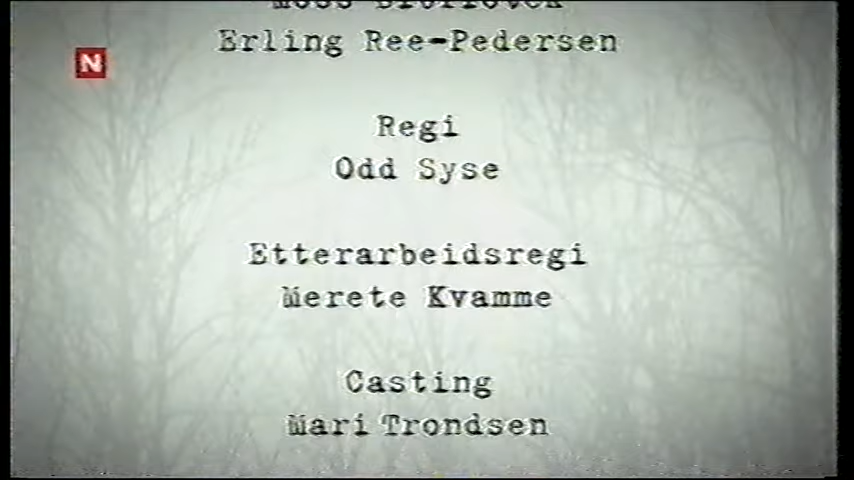 N
Erling Ree-Pedersen
Regi
Odd Syse
Etterarbeidsregi
Merete Kvamme
Casting
Mari Trondsen